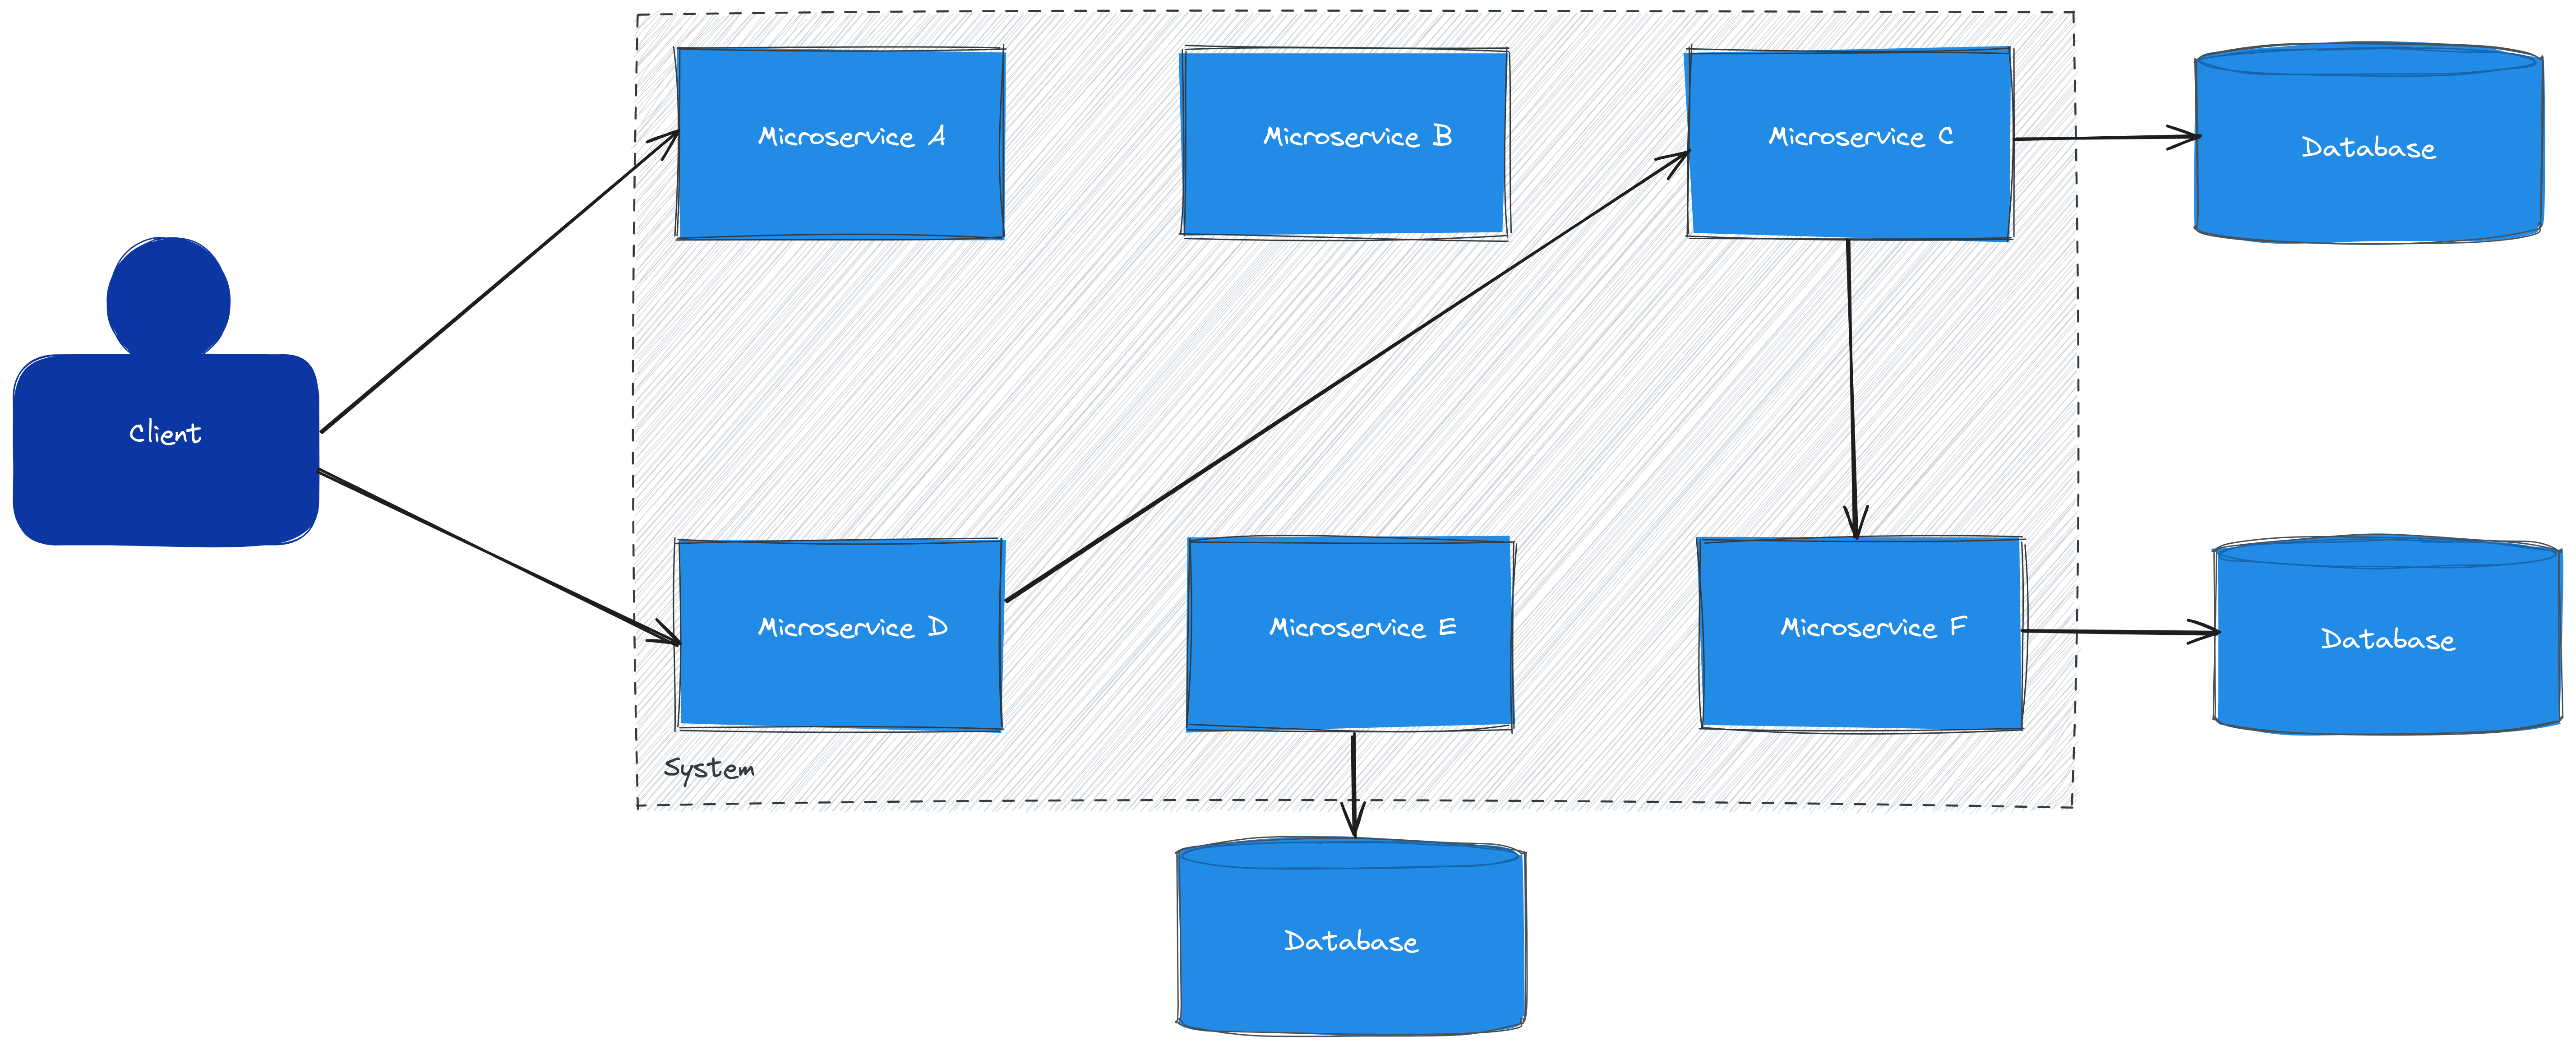 Microservice A
Microservice B
Microservice C
Database
Client
Microservice D
Microservice E
Microservice F
Database
System
Database